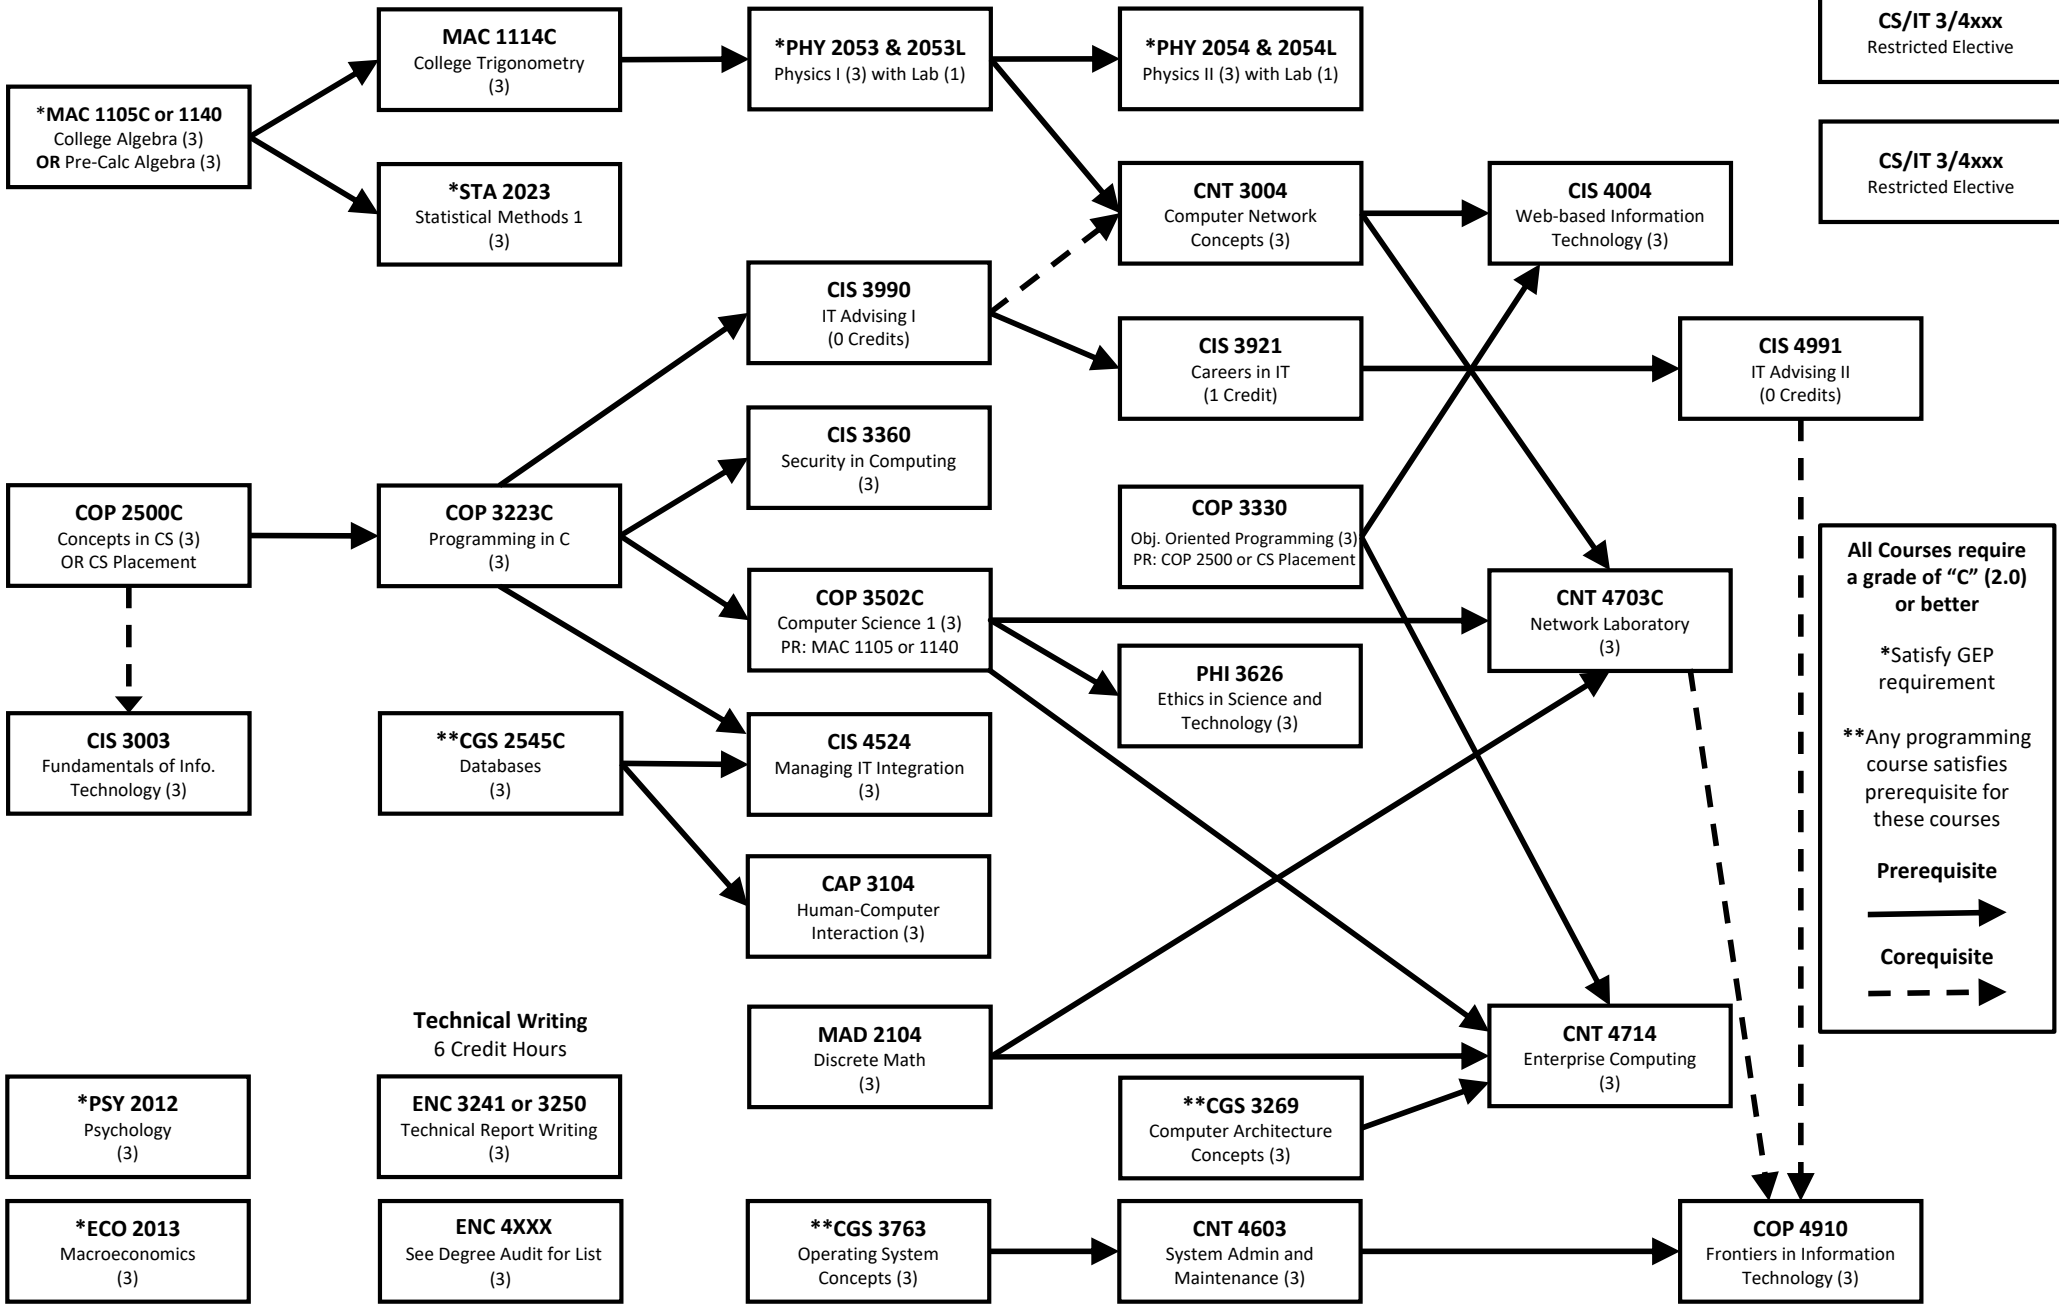 *MAC 1105C or 1140
College Algebra (3)
OR Pre-Calc Algebra (3)
MAC 1114C
College Trigonometry
(3)
*STA 2023
Statistical Methods 1
(3)
*PHY 2053 & 2053L
Physics I (3) with Lab (1)
*PHY 2054 & 2054L
Physics II (3) with Lab (1)
CS/IT 3/4xxx
Restricted Elective
CS/IT 3/4xxx
Restricted Elective
CNT 3004
Computer Network
Concepts (3)
CIS 4004
Web-based Information
Technology (3)
CIS 3990
IT Advising I
(0 Credits)
CIS 3921
Careers in IT
(1 Credit)
CIS 4991
IT Advising II
(0 Credits)
CIS 3360
Security in Computing
(3)
COP 2500C
Concepts in CS (3)
OR CS Placement
COP 3223C
Programming in C
(3)
COP 3330
Obj. Oriented Programming (3)
PR: COP 2500 or CS Placement
COP 3502C
Computer Science 1 (3)
PR: MAC 1105 or 1140
CNT 4703C
Network Laboratory
(3)
PHI 3626
Ethics in Science and
Technology (3)
CIS 3003
Fundamentals of Info.
Technology (3)
**CGS 2545C
Databases
(3)
CIS 4524
Managing IT Integration
(3)
CAP 3104
Human-Computer
Interaction (3)
All Courses require
a grade of “C” (2.0)
or better
*Satisfy GEP
requirement
**Any programming
course satisfies
prerequisite for
these courses
Prerequisite
Corequisite
Technical Writing
6 Credit Hours
MAD 2104
Discrete Math
(3)
CNT 4714
Enterprise Computing
(3)
*PSY 2012
Psychology
(3)
ENC 3241 or 3250
Technical Report Writing
(3)
**CGS 3269
Computer Architecture
Concepts (3)
*ECO 2013
Macroeconomics
(3)
ENC 4XXX
See Degree Audit for List
(3)
**CGS 3763
Operating System
Concepts (3)
CNT 4603
System Admin and
Maintenance (3)
COP 4910
Frontiers in Information
Technology (3)